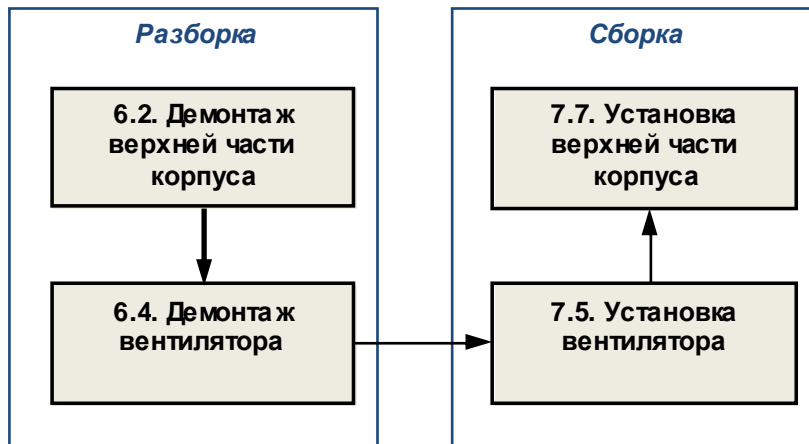 Разборка
6.2. Демонтаж
верхней части
корпуса
6.4. Демонтаж
вентилятора
Сборка
7.7. Установка
верхней части
корпуса
7.5. Установка
вентилятора